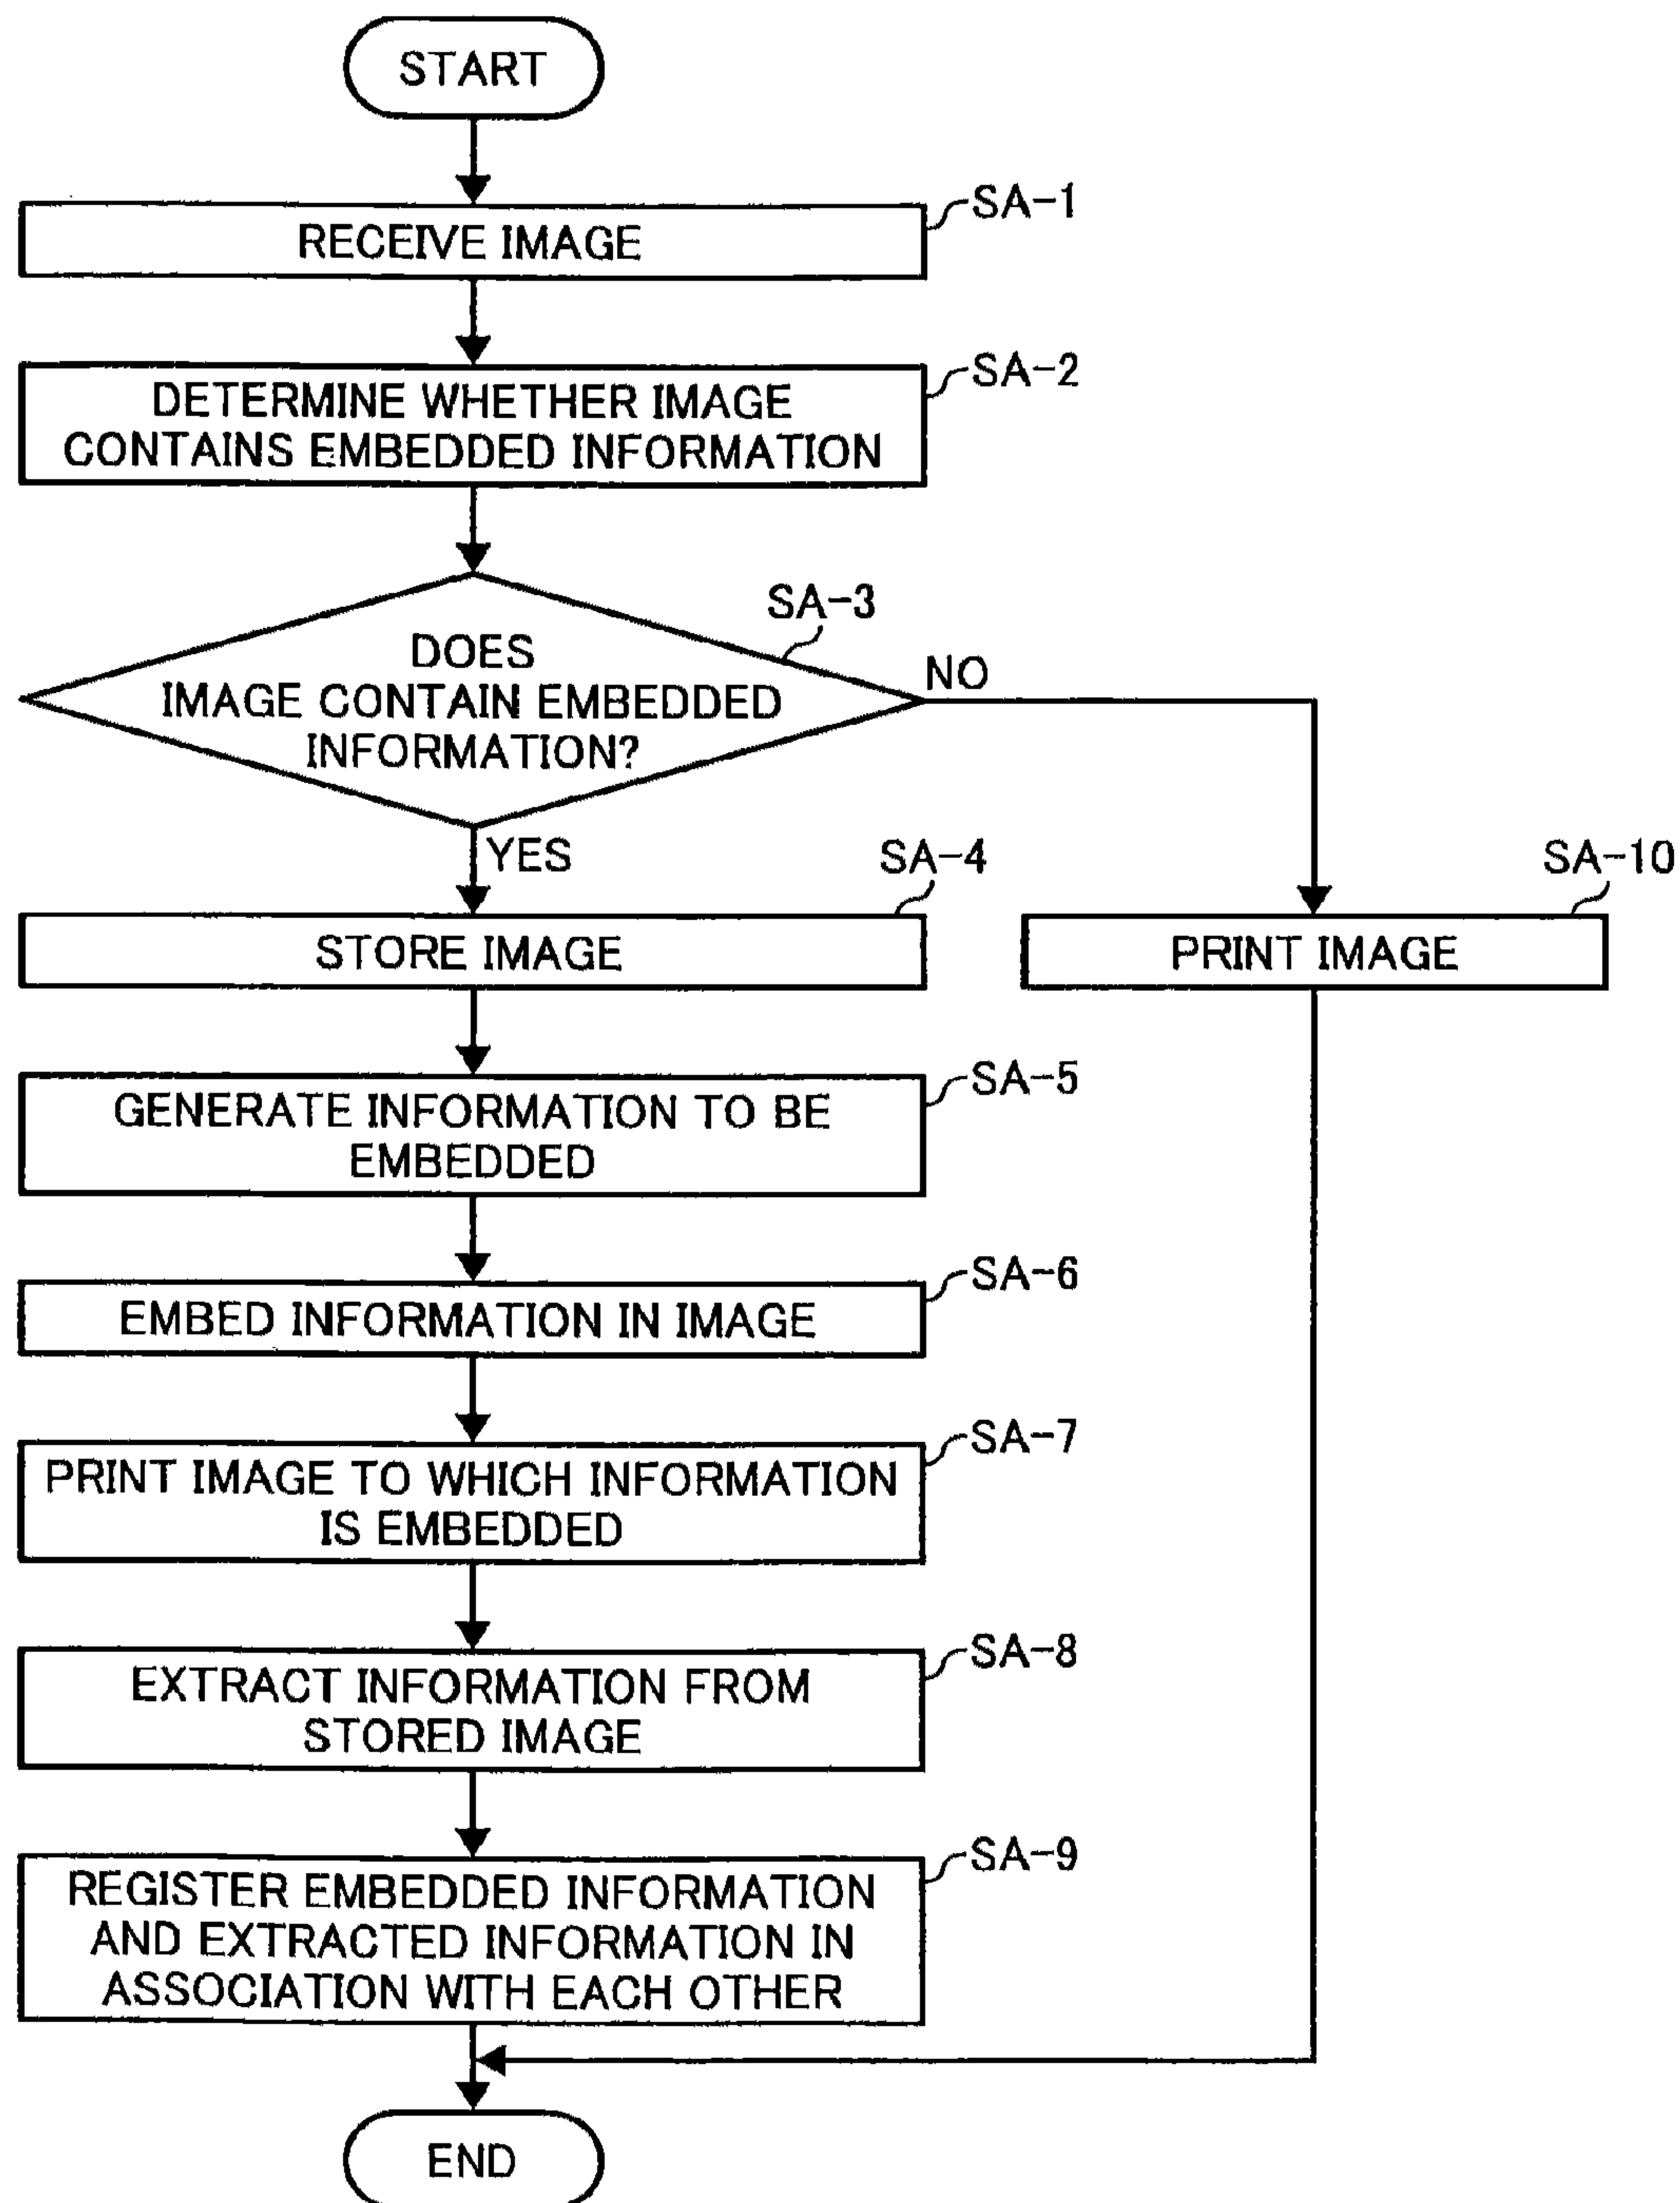 START
SA-1
RECEIVE IMAGE
SA-2
DETERMINE WHETHER IMAGE
CONTAINS EMBEDDED INFORMATION
SA-3
DOES
IMAGE CONTAIN EMBEDDED
INFORMATION?
NO
YES
SA-4
STORE IMAGE
SA-10
PRINT IMAGE
SA-5
GENERATE INFORMATION TO BE
EMBEDDED
SA-6
EMBED INFORMATION IN IMAGE
SA-7
PRINT IMAGE TO WHICH INFORMATION
IS EMBEDDED
SA-8
EXTRACT INFORMATION FROM
STORED IMAGE
SA-9
REGISTER EMBEDDED INFORMATION
AND EXTRACTED INFORMATION IN
ASSOCIATION WITH EACH OTHER
END